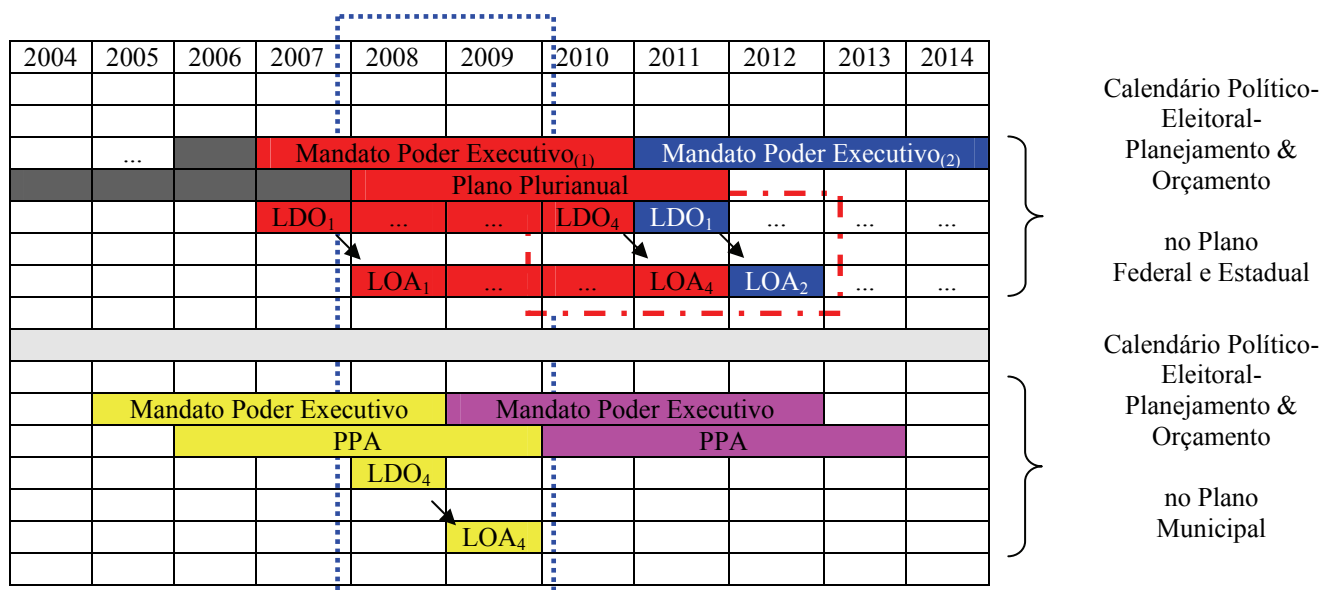 2004 2005 2006 2007 2008 2009 2010 2011 2012 2013 2014
... Mandato Poder Executivo(1) Mandato Poder Executivo(2)
Plano Plurianual
LDO1 ... ... LDO4 LDO1 ... ... ...
LOA1 ... ... LOA4 LOA2 ... ...
Calendário Político-
Eleitoral-
Planejamento &
Orçamento
no Plano
Federal e Estadual
Mandato Poder Executivo Mandato Poder Executivo
PPA PPA
LDO4
LOA4
Calendário Político-
Eleitoral-
Planejamento &
Orçamento
no Plano
Municipal